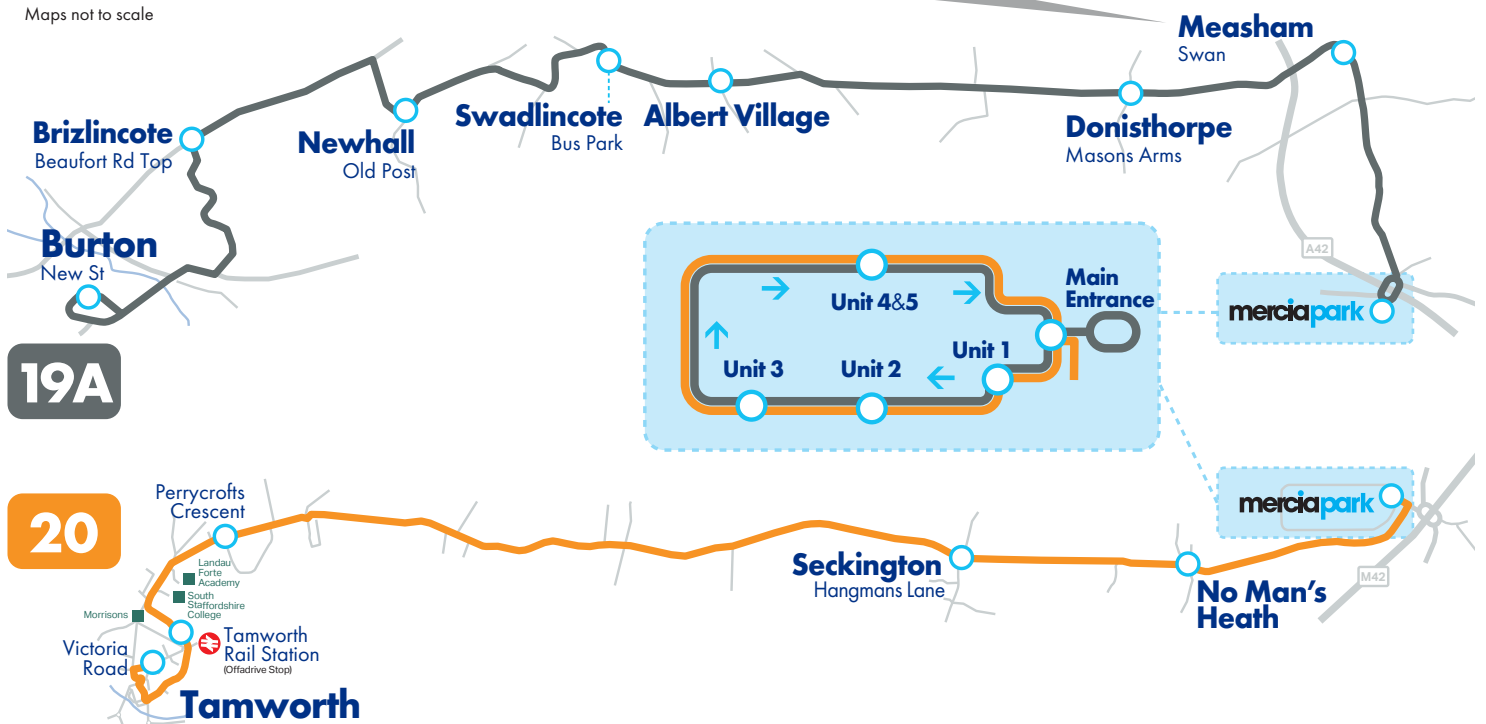 Maps not to scale
Measham
Swan
Swadlincote
Bus Park
Albert Village
Donisthorpe
Masons Arms
Brizlincote
Beaufort Rd Top
Newhall
Old Post
Burton
New St
A42
Main
Entrance
Unit 4&5
merciapark
Unit 1
Unit 3
Unit 2
19A
20
Perrycrofts
Crescent
merciapark
Seckington
Hangmans Lane
Landau
Forte
Academy
South
Staffordshire
College
M42
No Man's
Heath
Morrisons
Tamworth
Rail Station
(Offadrive Stop)
Victoria
Road
Tamworth